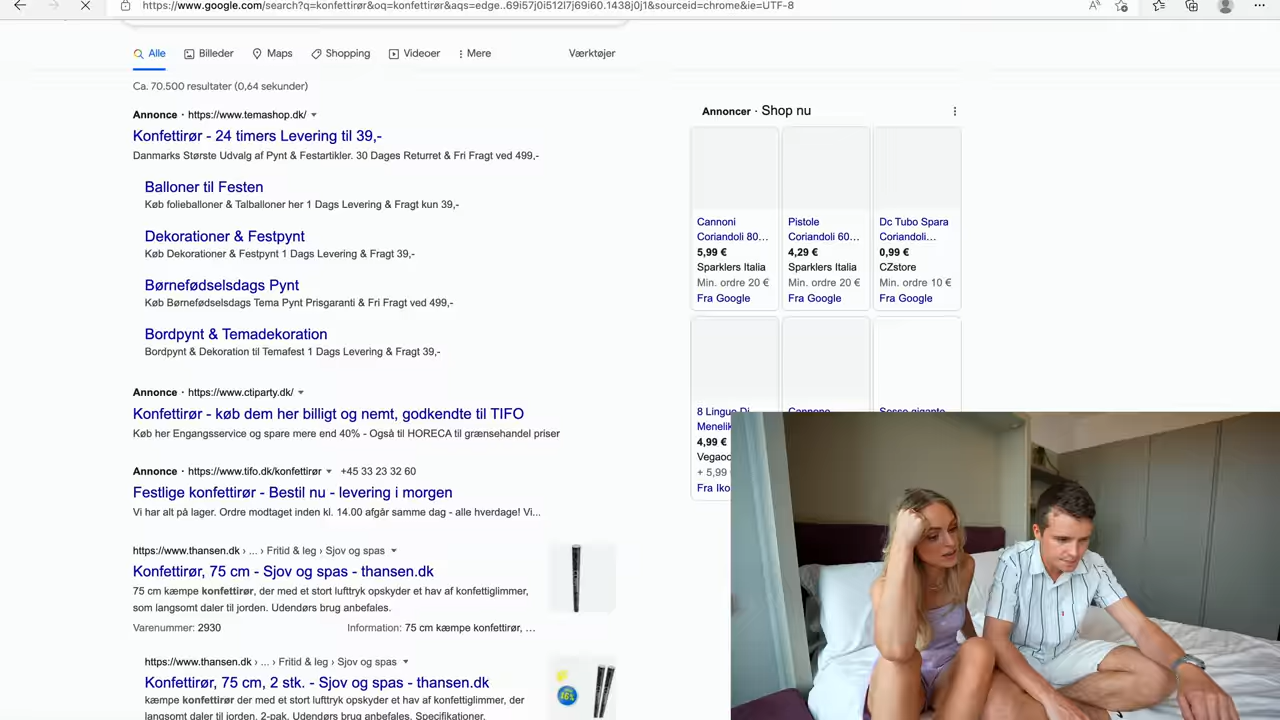 https://www.google.com/search?q=konfettirør&oq=konfettirør&aqs=edge..69i57j0i512l7j69i60.1438j0j1&sourceid=chrome&ie=UTF-8
Alle Billeder Maps Shopping Videoer Mere Værktøjer
Ca. 70.500 resultater (0,64 sekunder)
Annonce · https://www.temashop.dk/
Konfettirør - 24 timers Levering til 39,-
Danmarks Største Udvalg af Pynt & Festartikler. 30 Dages Returret & Fri Fragt ved 499,-
Balloner til Festen
Køb folieballoner & Talballoner her 1 Dags Levering & Fragt kun 39,-
Dekorationer & Festpynt
Køb Dekorationer & Festpynt 1 Dags Levering & Fragt 39,-
Børnefødselsdags Pynt
Køb Børnefødselsdags Tema Pynt Prisgaranti & Fri Fragt ved 499,-
Bordpynt & Temadekoration
Bordpynt & Dekoration til Temafest 1 Dags Levering & Fragt 39,-
Annonce · https://www.ctiparty.dk/
Konfettirør - køb dem her billigt og nemt, godkendte til TIFO
Køb her Engangsservice og spare mere end 40% - Også til HORECA til grænsehandel priser
Annonce · https://www.tifo.dk/konfettirør +45 33 23 32 60
Festlige konfettirør - Bestil nu - levering i morgen
Vi har alt på lager. Ordre modtaget inden kl. 14.00 afgår samme dag - alle hverdage! Vi...
https://www.thansen.dk › ... › Fritid & leg › Sjov og spas
Konfettirør, 75 cm - Sjov og spas - thansen.dk
75 cm kæmpe konfettirør, der med et stort lufttryk opskyder et hav af konfetiglimmer,
som langsomt daler til jorden. Udendørs brug anbefales.
Varenummer: 2930 Information: 75 cm kæmpe konfettirør, ...
https://www.thansen.dk › ... › Fritid & leg › Sjov og spas
Konfettirør, 75 cm, 2 stk. - Sjov og spas - thansen.dk
kæmpe konfettirør der med et stort lufttryk opskyder et hav af konfettiglimmer, der
langsomt daler til jorden. 2-pak. Udendørs brug anbefales. Specifikationer.
16%
Annoncer · Shop nu
Cannoni
Coriandoli 80...
5,99 €
Sparklers Italia
Min. ordre 20 €
Fra Google
Pistole
Coriandoli 60...
4,29 €
Sparklers Italia
Min. ordre 20 €
Fra Google
Dc Tubo Spara
Coriandoli...
0,99 €
CZstore
Min. ordre 10 €
Fra Google
8 Lingue Di
Menelik
4,99 €
Vegaoo
+ 5,99
Fra Iko
Cannone